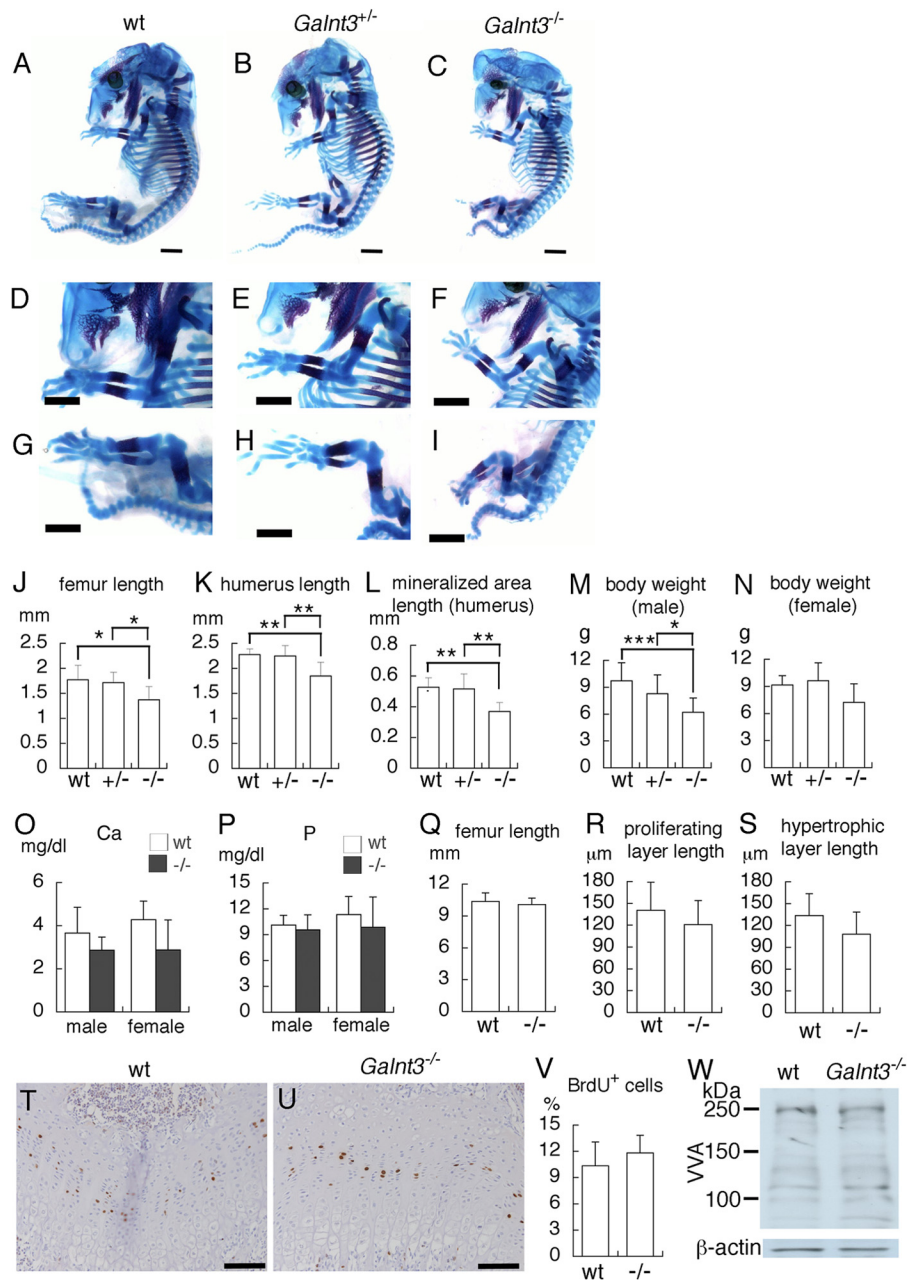 wt Galnt3+/- Galnt3-/-
A B C
D E F
G H I
J femur length
mm
* *
2.5
2
1.5
1
0.5
0
wt +/- -/-
K humerus length
mm
** **
2.5
2
1.5
1
0.5
0
wt +/- -/-
L mineralized area
length (humerus)
mm
** **
0.8
0.6
0.4
0.2
0
wt +/- -/-
M body weight
(male)
g
*** *
12
9
6
3
0
wt +/- -/-
N body weight
(female)
g
12
9
6
3
0
wt +/- -/-
O Ca
mg/dl
wt
-/-
6
4
2
0
male female
P P
mg/dl
wt
-/-
15
12
9
6
3
0
male female
Q femur length
mm
12
9
6
3
0
wt -/-
R proliferating
layer length
μm
180
150
120
90
60
30
0
wt -/-
S hypertrophic
layer length
μm
180
150
120
90
60
30
0
wt -/-
wt Galnt3-/-
T U
V BrdU+ cells
%
15
12
9
6
3
0
wt -/-
W wt Galnt3-/-
kDa
250
150
100
VVA
β-actin